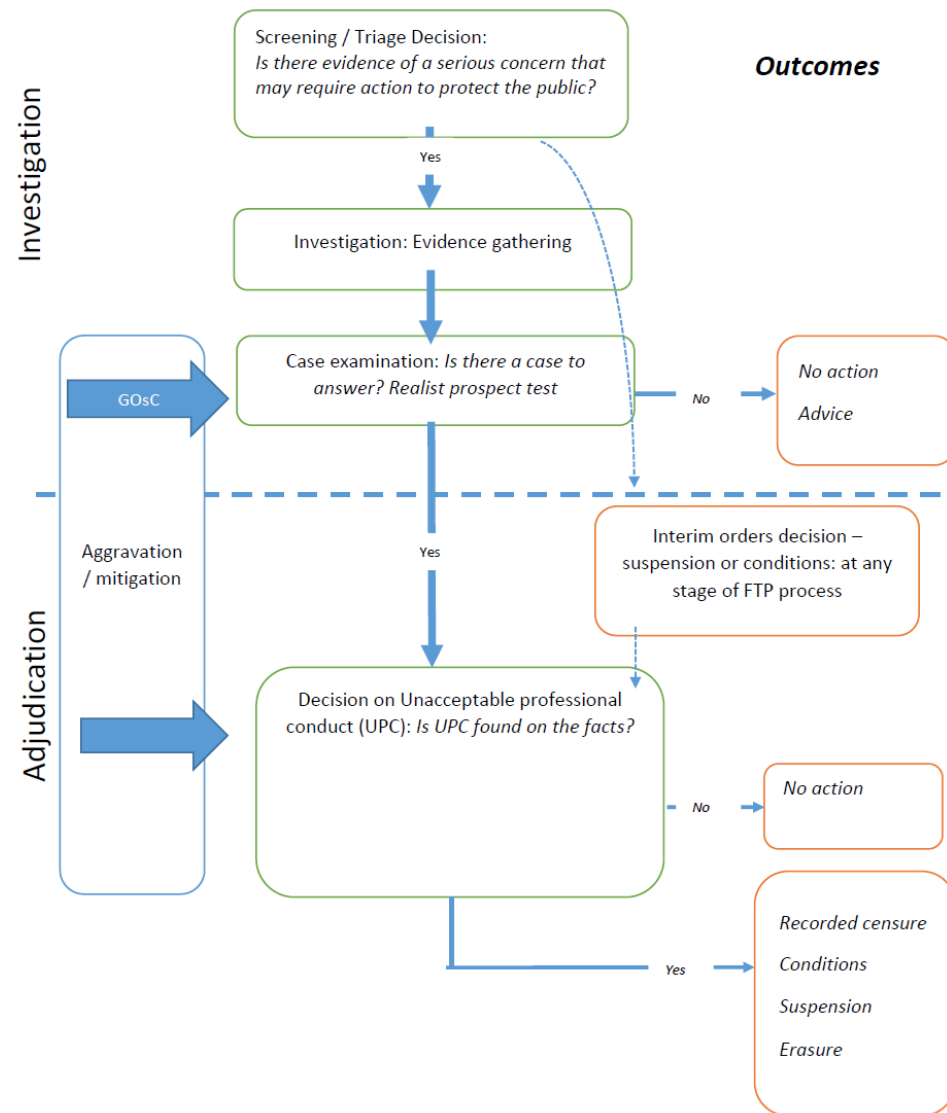 Screening / Triage Decision:
Is there evidence of a serious concern that
may require action to protect the public?
Outcomes
Investigation
Yes
Investigation: Evidence gathering
Case examination: Is there a case to
answer? Realist prospect test
GOsC
No
No action
Advice
Aggravation
/ mitigation
Yes
Interim orders decision –
suspension or conditions: at any
stage of FTP process
Adjudication
Decision on Unacceptable professional
conduct (UPC): Is UPC found on the facts?
No
No action
Yes
Recorded censure
Conditions
Suspension
Erasure